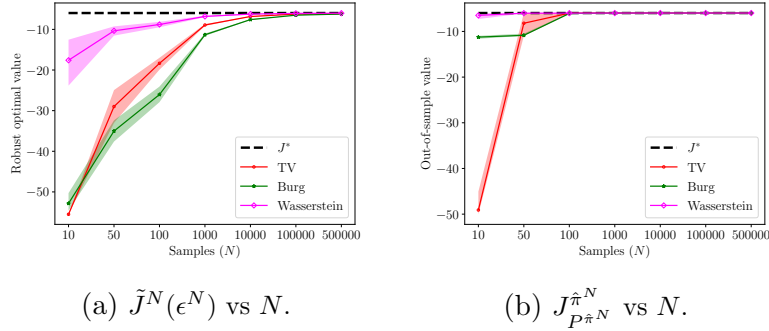 Robust optimal value
−10
−20
−30
−40
−50
10 50 100 1000 10000 100000 500000
Samples (N)
J*
TV
Burg
Wasserstein
(a) J̃^N(ϵ^N) vs N.
Out-of-sample value
−10
−20
−30
−40
−50
10 50 100 1000 10000 100000 500000
Samples (N)
J*
TV
Burg
Wasserstein
(b) J^{π̂^N}_{P^{π̂^N}} vs N.